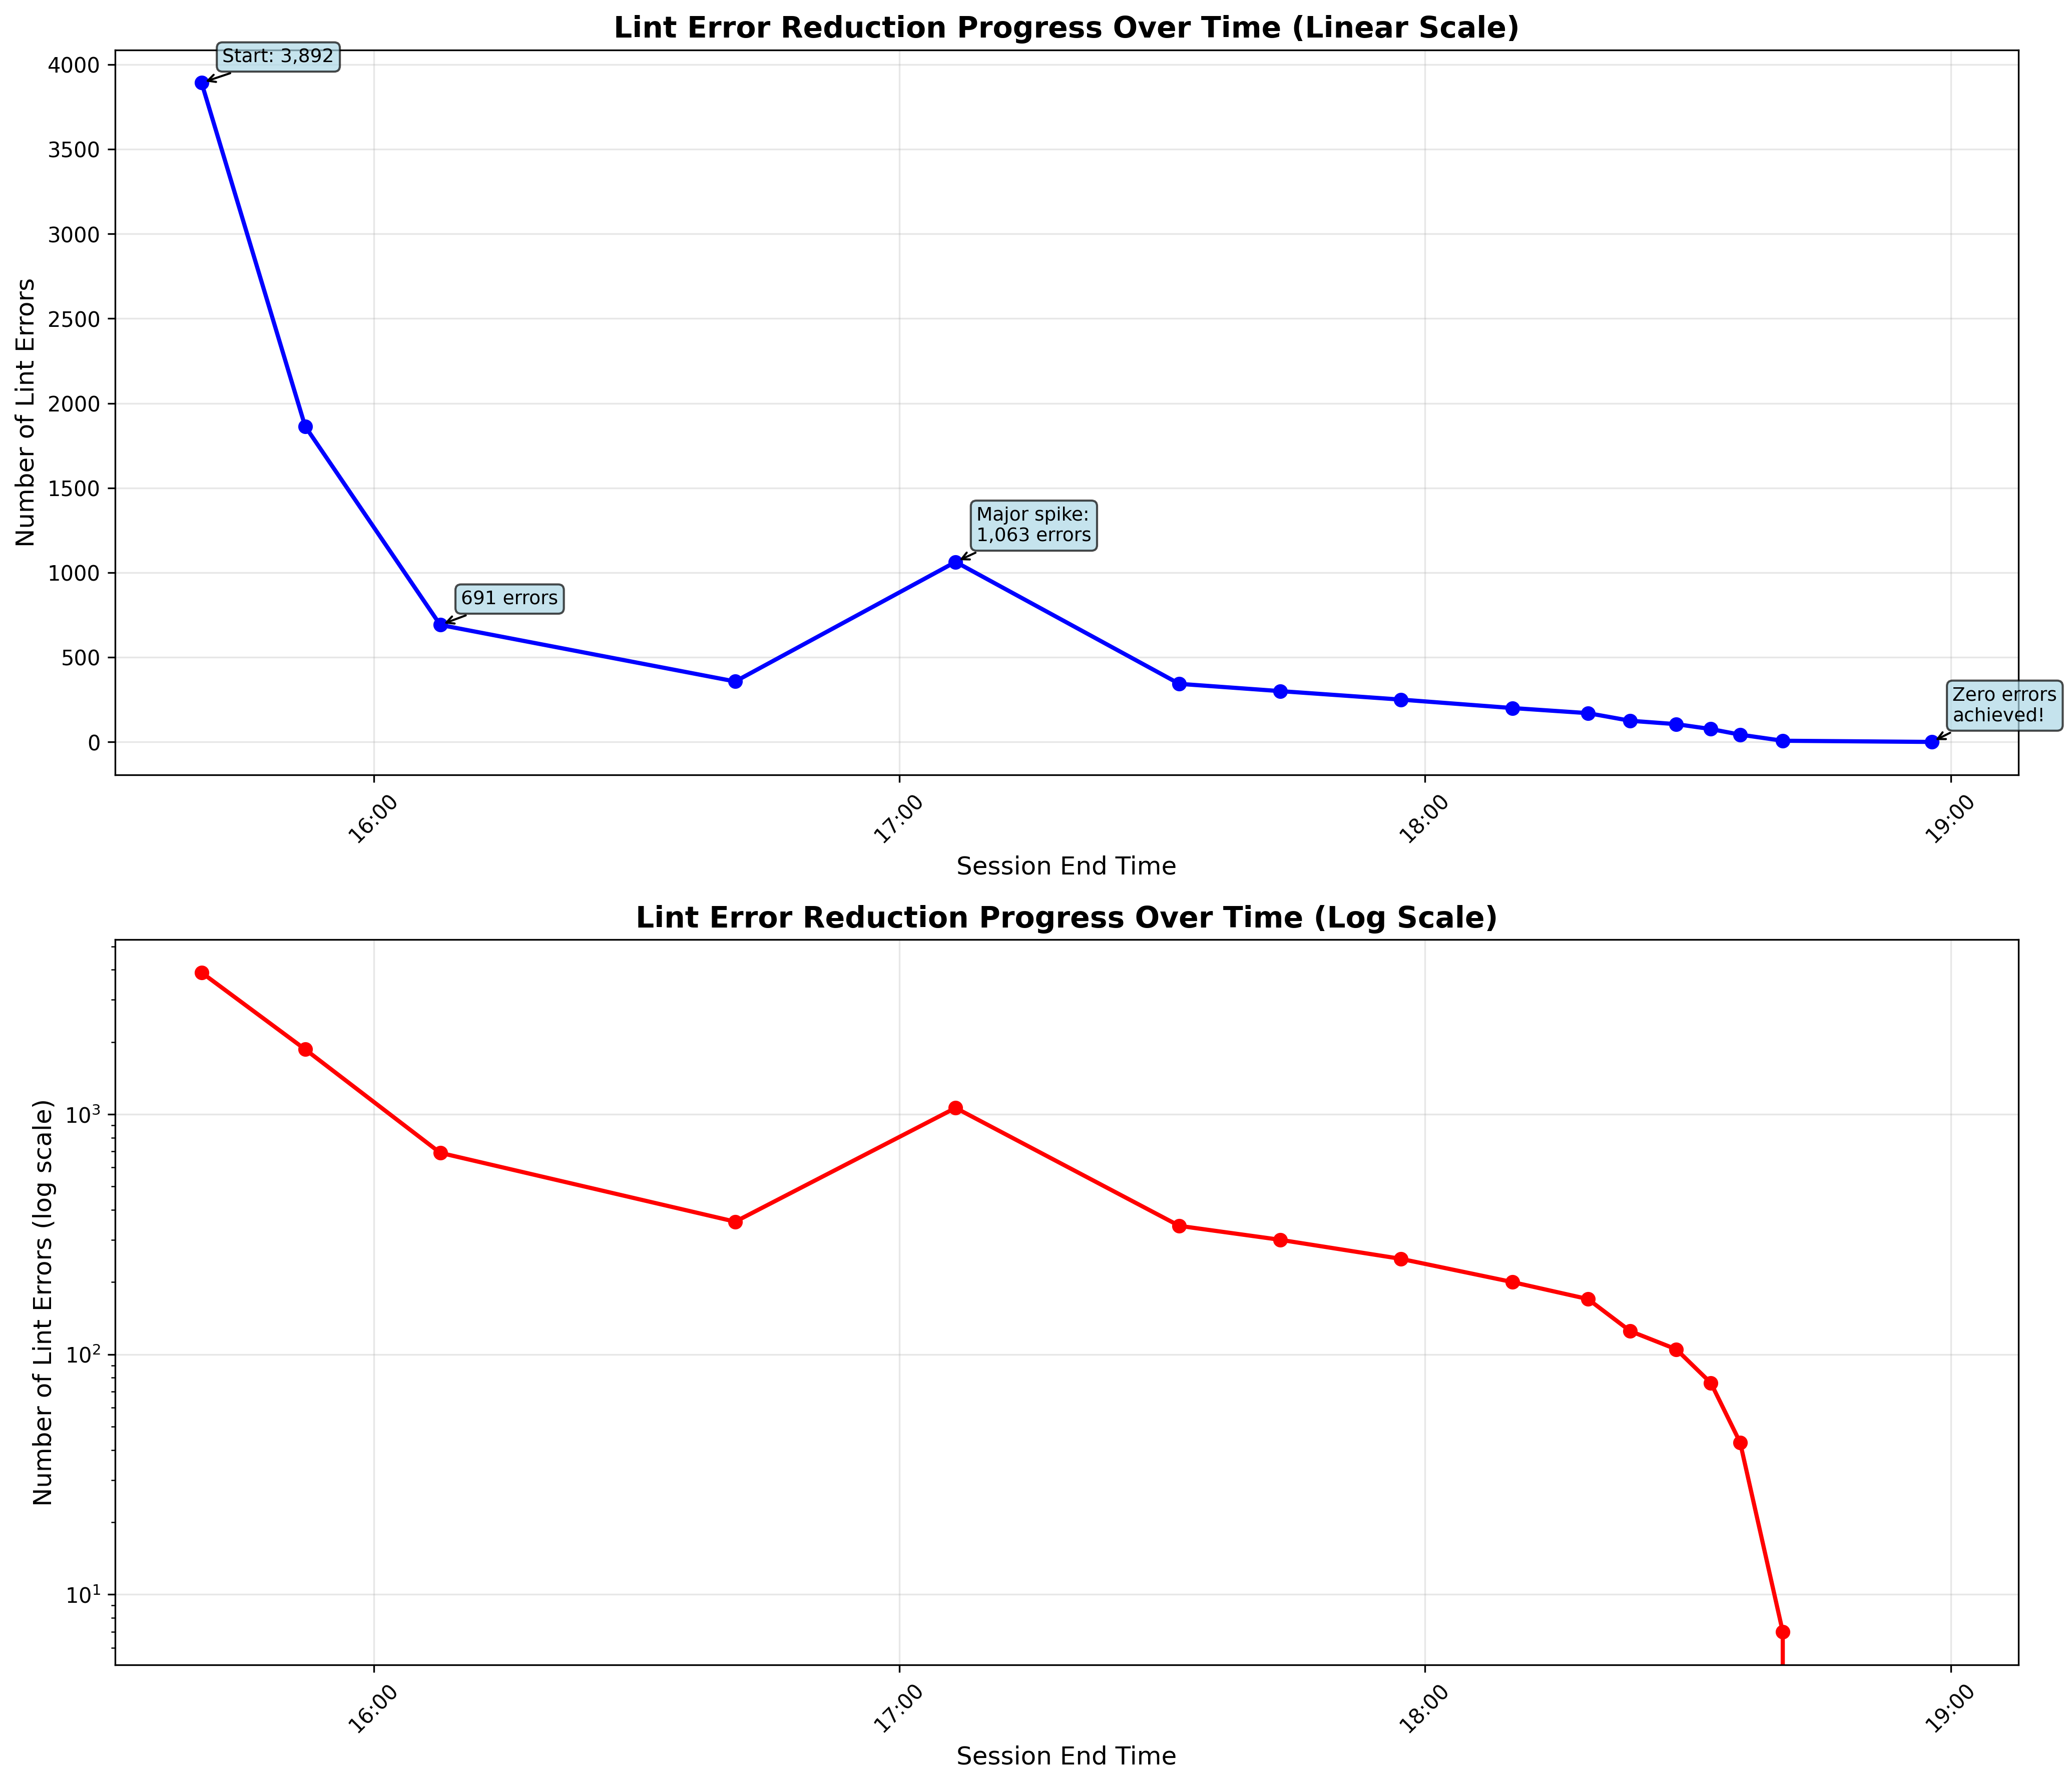 Lint Error Reduction Progress Over Time (Linear Scale)
Start: 3,892
4000
3500
3000
2500
2000
1500
1000
500
0
Number of Lint Errors
691 errors
Major spike:
1,063 errors
Zero errors
achieved!
16:00
17:00
18:00
19:00
Session End Time
Lint Error Reduction Progress Over Time (Log Scale)
10³
10²
10¹
Number of Lint Errors (log scale)
16:00
17:00
18:00
19:00
Session End Time